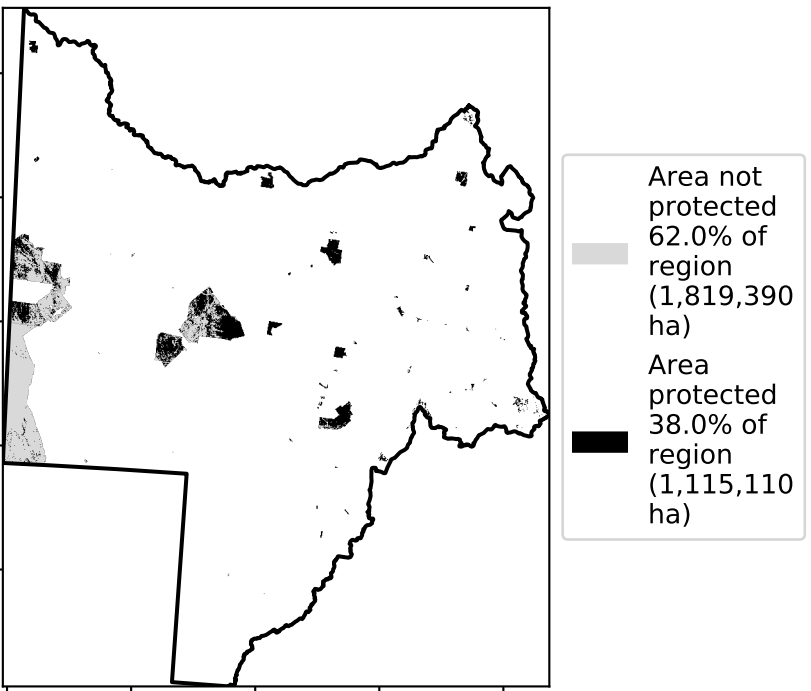 Area not
protected
62.0% of
region
(1,819,390
ha)
Area
protected
38.0% of
region
(1,115,110
ha)